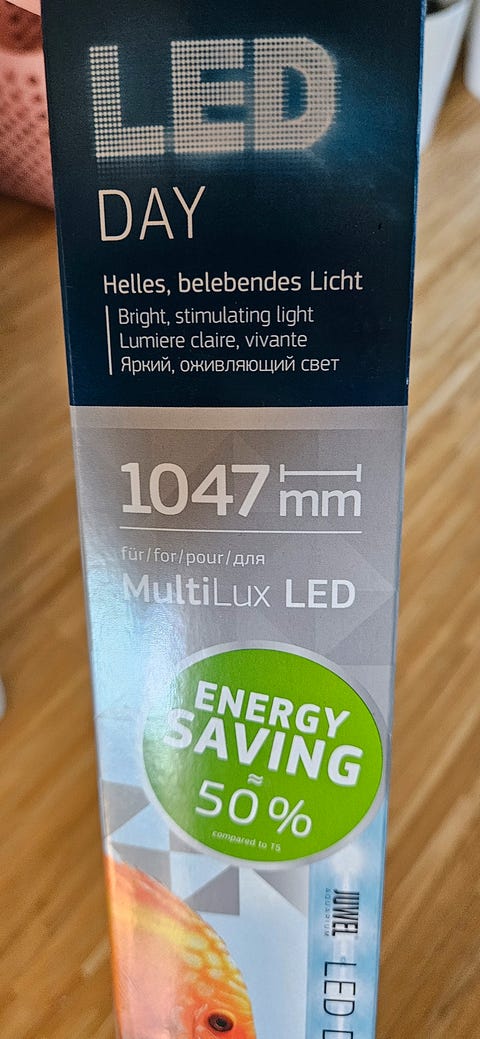 LED
DAY
Helles, belebendes Licht
Bright, stimulating light
Lumiere claire, vivante
Яркий, оживляющий свет
1047 mm
für/for/pour/для
MultiLux LED
ENERGY
SAVING
≈
50 %
compared to T5
JUWEL
AQUARIUM
LED